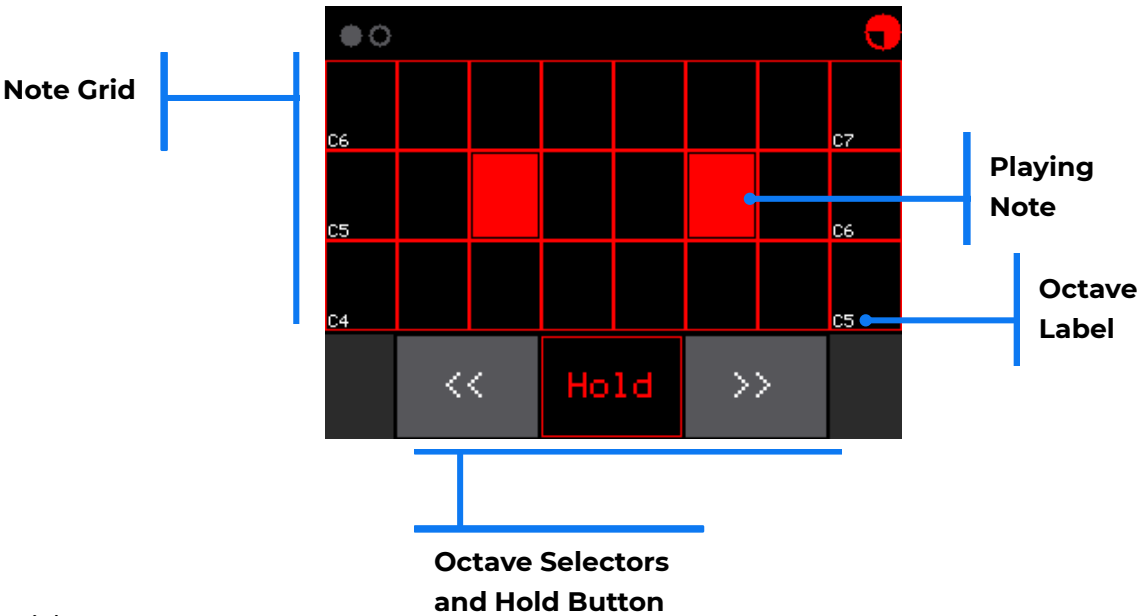 Note Grid
C6
C7
Playing
Note
C5
C6
Octave
Label
C4
C5
<<
Hold
>>
Octave Selectors
and Hold Button